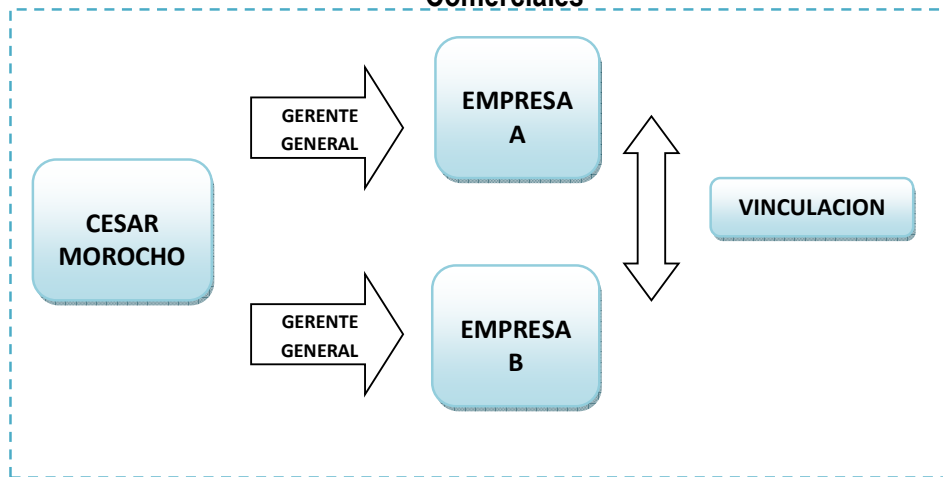 Comerciales
GERENTE
GENERAL
EMPRESA
A
CESAR
MOROCHO
VINCULACION
GERENTE
GENERAL
EMPRESA
B